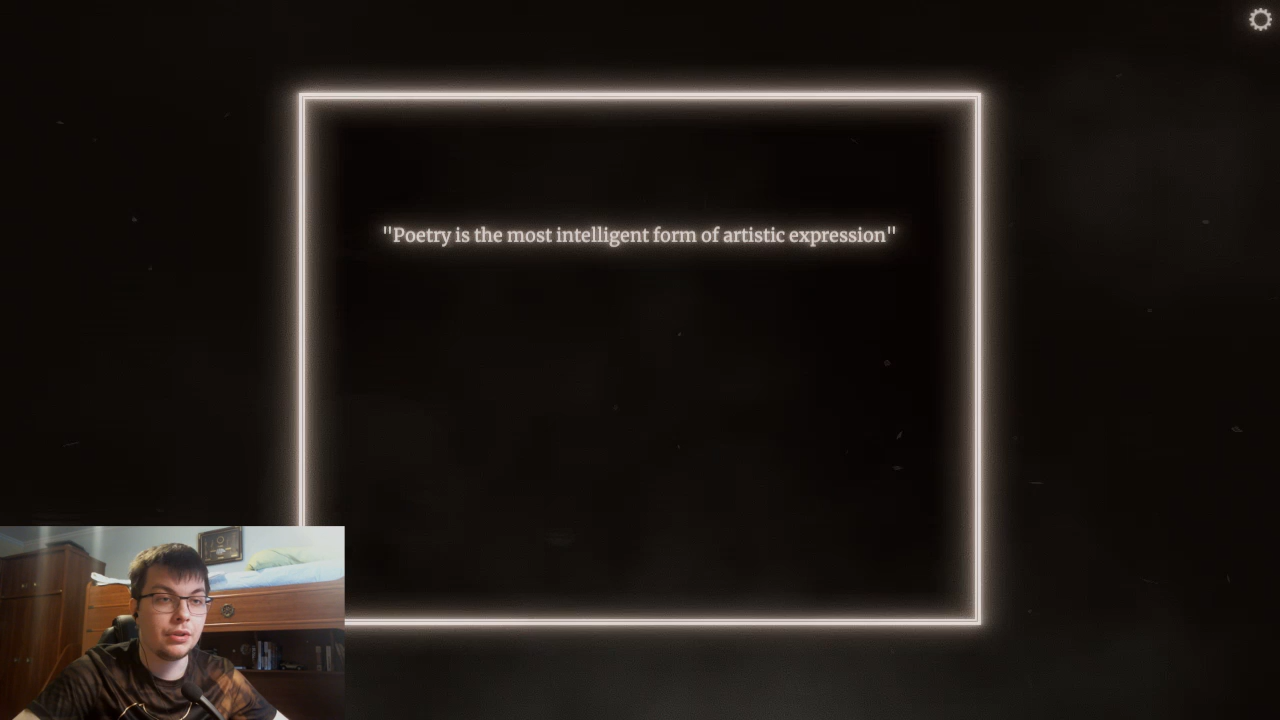 "Poetry is the most intelligent form of artistic expression"